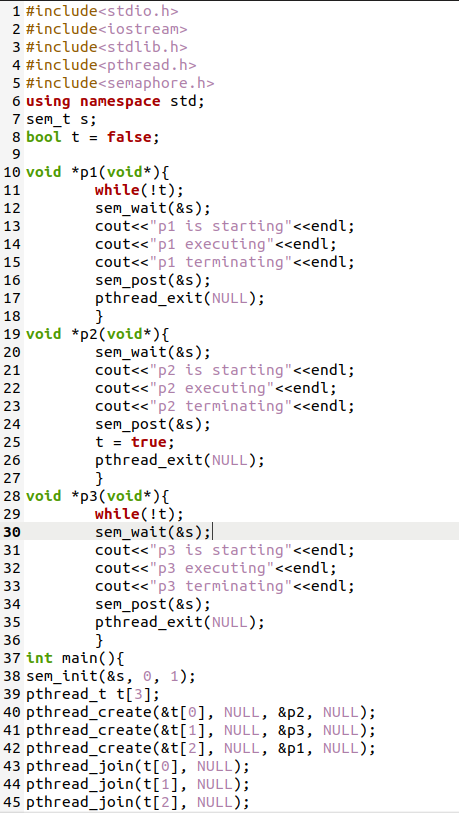 1 #include<stdio.h>
2 #include<iostream>
3 #include<stdlib.h>
4 #include<pthread.h>
5 #include<semaphore.h>
6 using namespace std;
7 sem_t s;
8 bool t = false;
9
10 void *p1(void*){
11         while(!t);
12         sem_wait(&s);
13         cout<<"p1 is starting"<<endl;
14         cout<<"p1 executing"<<endl;
15         cout<<"p1 terminating"<<endl;
16         sem_post(&s);
17         pthread_exit(NULL);
18         }
19 void *p2(void*){
20         sem_wait(&s);
21         cout<<"p2 is starting"<<endl;
22         cout<<"p2 executing"<<endl;
23         cout<<"p2 terminating"<<endl;
24         sem_post(&s);
25         t = true;
26         pthread_exit(NULL);
27         }
28 void *p3(void*){
29         while(!t);
30         sem_wait(&s);
31         cout<<"p3 is starting"<<endl;
32         cout<<"p3 executing"<<endl;
33         cout<<"p3 terminating"<<endl;
34         sem_post(&s);
35         pthread_exit(NULL);
36         }
37 int main(){
38 sem_init(&s, 0, 1);
39 pthread_t t[3];
40 pthread_create(&t[0], NULL, &p2, NULL);
41 pthread_create(&t[1], NULL, &p3, NULL);
42 pthread_create(&t[2], NULL, &p1, NULL);
43 pthread_join(t[0], NULL);
44 pthread_join(t[1], NULL);
45 pthread_join(t[2], NULL);